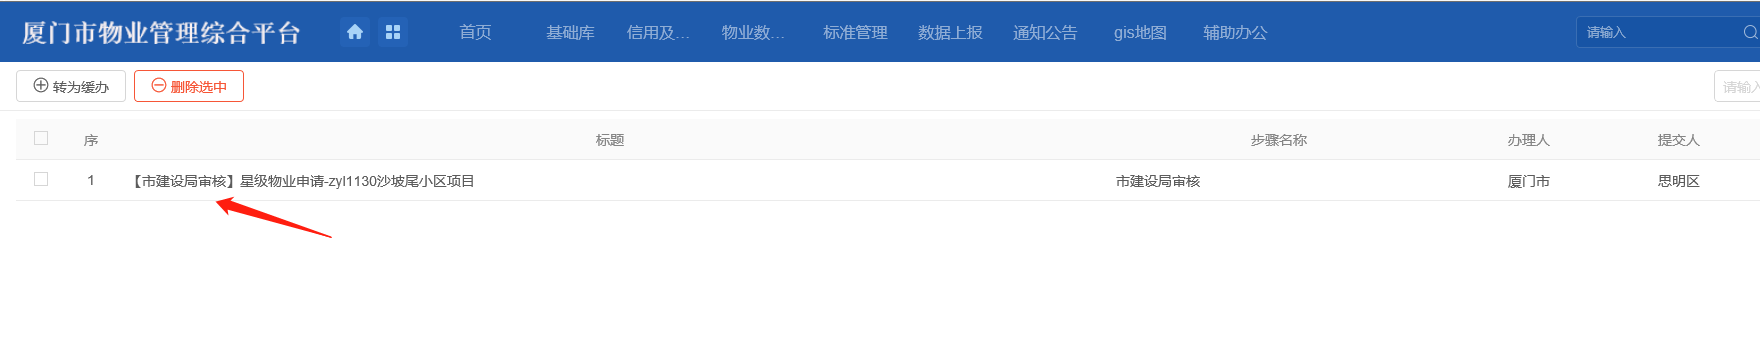 厦门市物业管理综合平台 首页 基础库 信用及... 物业数... 标准管理 数据上报 通知公告 gis地图 辅助办公 请输入
转为缓办 删除选中 请输入
序 标题 步骤名称 办理人 提交人
1 【市建设局审核】星级物业申请-zyl1130沙坡尾小区项目 市建设局审核 厦门市 思明区